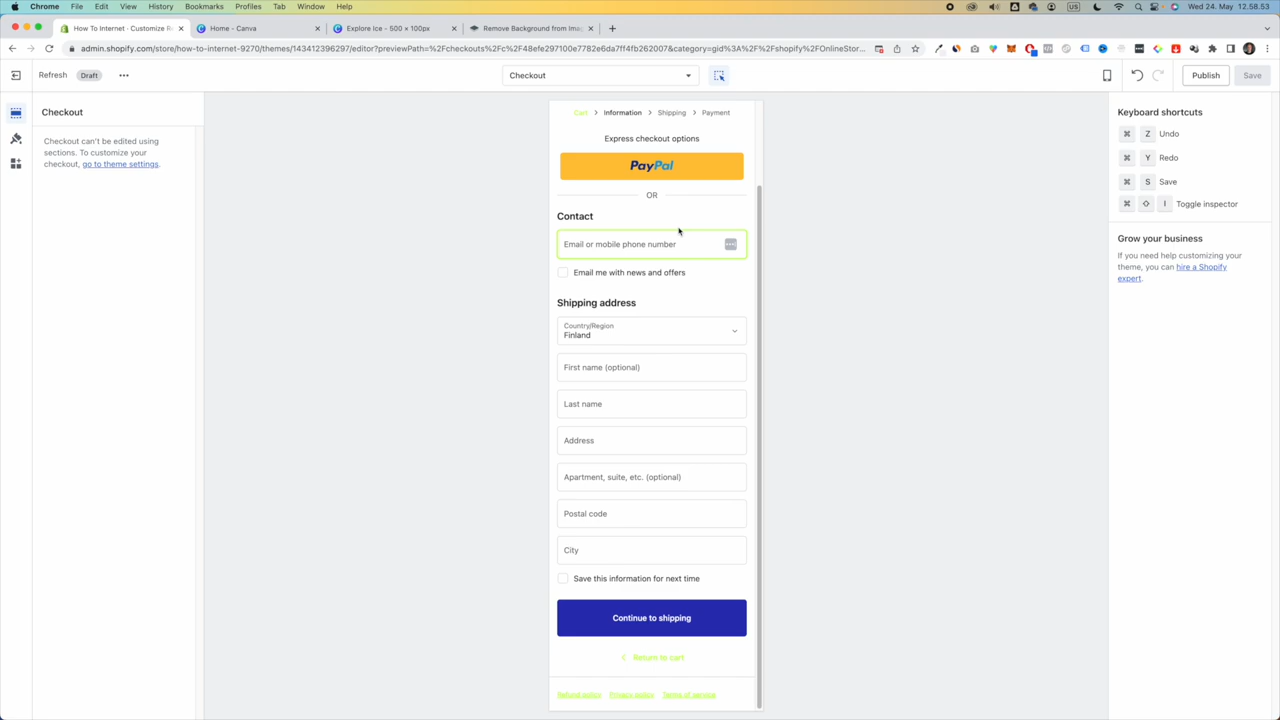 Chrome File Edit View History Bookmarks Profiles Tab Window Help
US
Wed 24. May 12.58.53
How To Internet · Customize R
Home - Canva
Explore Ice - 500 × 100px
Remove Background from Imag
admin.shopify.com/store/how-to-internet-9270/themes/143412396297/editor?previewPath=%2Fcheckouts%2Fc%2F48efe297100e7782e6da7ff4fb262007&category=gid%3A%2F%2Fshopify%2FOnlineStor...
Refresh
Draft
Checkout
Publish
Save
Checkout
Checkout can't be edited using
sections. To customize your
checkout, go to theme settings.
Cart > Information > Shipping > Payment
Express checkout options
PayPal
OR
Contact
Email or mobile phone number
Email me with news and offers
Shipping address
Country/Region
Finland
First name (optional)
Last name
Address
Apartment, suite, etc. (optional)
Postal code
City
Save this information for next time
Continue to shipping
Return to cart
Refund policy Privacy policy Terms of service
Keyboard shortcuts
⌘ Z Undo
⌘ Y Redo
⌘ S Save
⌘ ⇧ I Toggle inspector
Grow your business
If you need help customizing your
theme, you can hire a Shopify
expert.